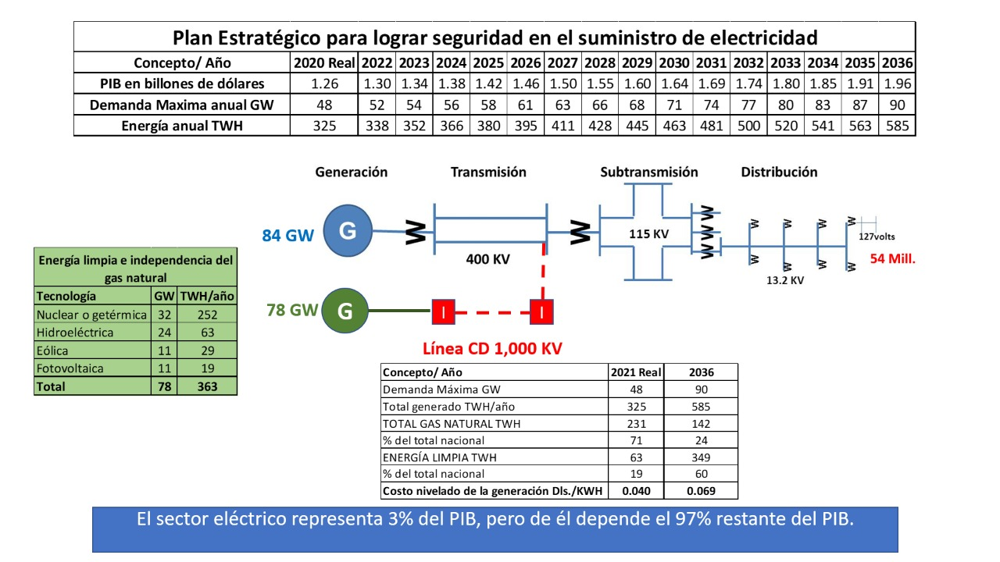 Plan Estratégico para lograr seguridad en el suministro de electricidad
Concepto/ Año 2020 Real 2022 2023 2024 2025 2026 2027 2028 2029 2030 2031 2032 2033 2034 2035 2036
PIB en billones de dólares 1.26 1.30 1.34 1.38 1.42 1.46 1.50 1.55 1.60 1.64 1.69 1.74 1.80 1.85 1.91 1.96
Demanda Maxima anual GW 48 52 54 56 58 61 63 66 68 71 74 77 80 83 87 90
Energía anual TWH 325 338 352 366 380 395 411 428 445 463 481 500 520 541 563 585
Generación Transmisión Subtransmisión Distribución
84 GW G 400 KV 115 KV 13.2 KV 127volts
54 Mill.
78 GW G I I
Línea CD 1,000 KV
Energía limpia e independencia del
gas natural
Tecnología GW TWH/año
Nuclear o getérmica 32 252
Hidroeléctrica 24 63
Eólica 11 29
Fotovoltaica 11 19
Total 78 363
Concepto/ Año 2021 Real 2036
Demanda Máxima GW 48 90
Total generado TWh/año 325 585
TOTAL GAS NATURAL TWH 231 142
% del total nacional 71 24
ENERGÍA LIMPIA TWH 63 349
% del total nacional 19 60
Costo nivelado de la generación Dls./KWH 0.040 0.069
El sector eléctrico representa 3% del PIB, pero de él depende el 97% restante del PIB.